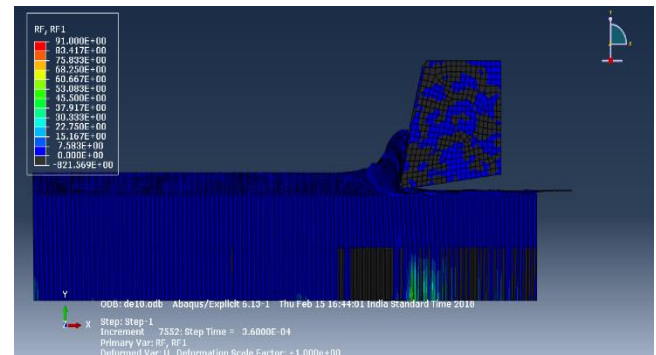 RF, RF1
91.000E+00
83.417E+00
75.833E+00
68.250E+00
60.667E+00
53.083E+00
45.500E+00
37.917E+00
30.333E+00
22.750E+00
15.167E+00
7.583E+00
0.000E+00
-821.569E+00
Y
X
ODB: de10.odb Abaqus/Explicit 6.13-1 Thu Feb 15 16:44:01 India Standard Time 2018
Step: Step-1
Increment 7552: Step Time = 3.6000E-04
Primary Var: RF, RF1
Deformed Var: U Deformation Scale Factor: +1.000e+00